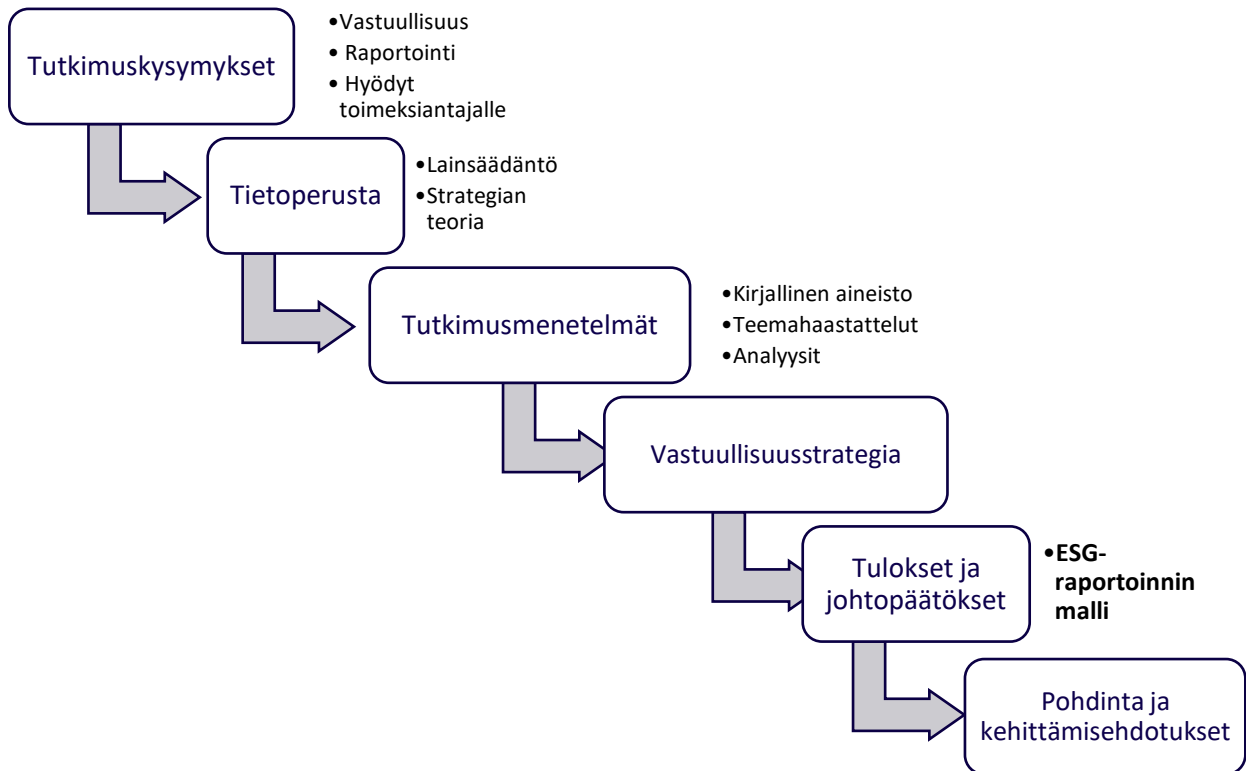 Tutkimuskysymykset
•Vastuullisuus
• Raportointi
• Hyödyt
toimeksiantajalle
Tietoperusta
•Lainsäädäntö
•Strategian
teoria
Tutkimusmenetelmät
•Kirjallinen aineisto
•Teemahaastattelut
•Analyysit
Vastuullisuusstrategia
Tulokset ja
johtopäätökset
•ESG-
raportoinnin
malli
Pohdinta ja
kehittämisehdotukset